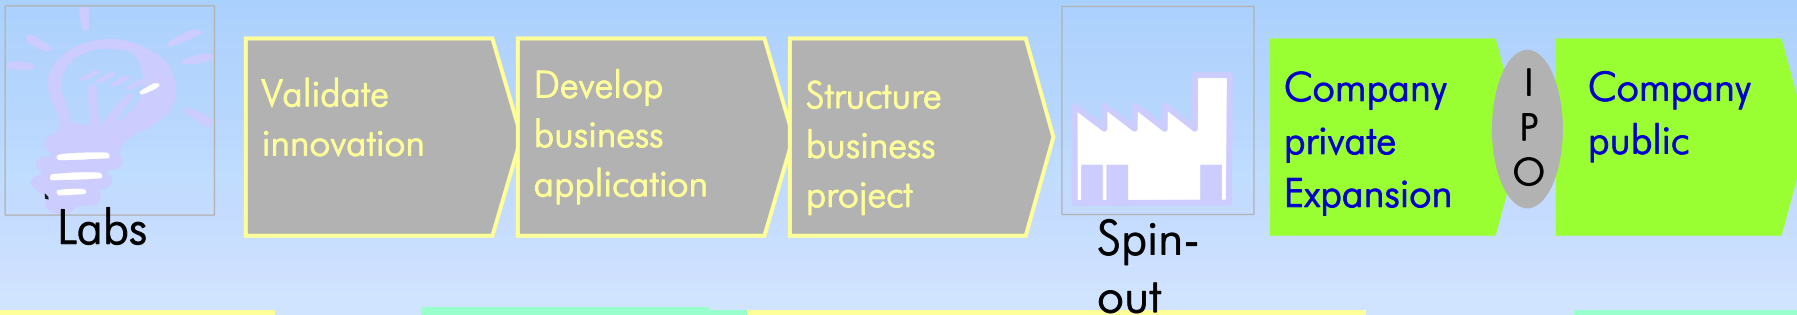 Labs
Validate
innovation
Develop
business
application
Structure
business
project
Spin-
out
Company
private
Expansion
I
P
O
Company
public